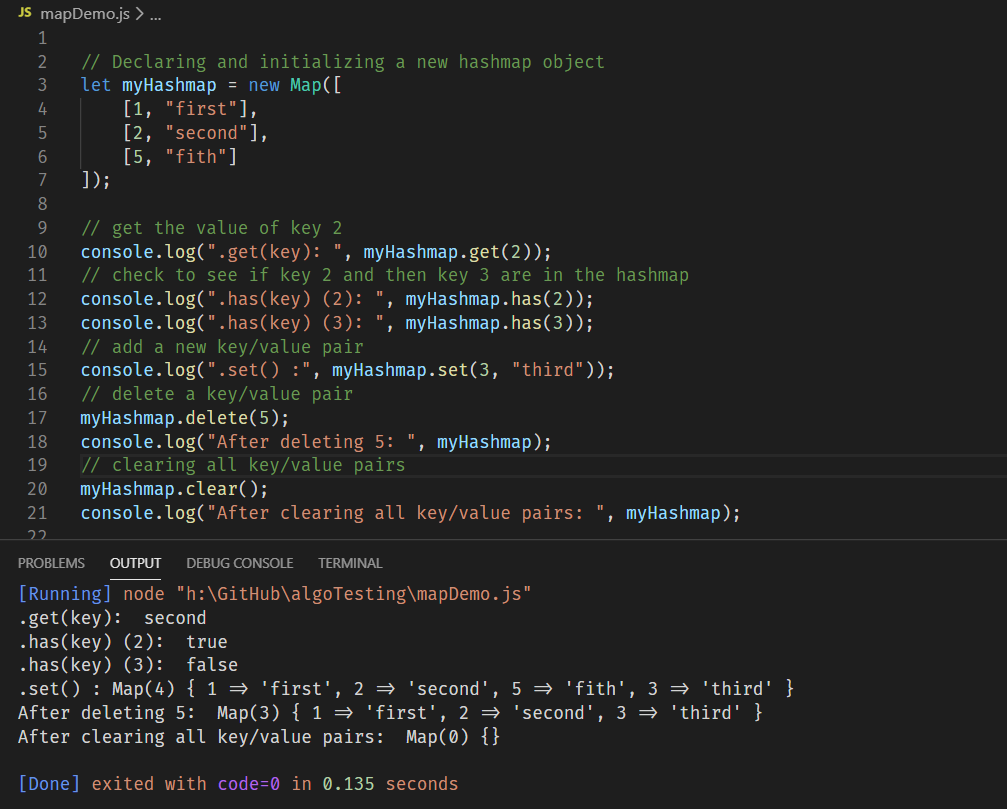 JS mapDemo.js > ...
1
2 // Declaring and initializing a new hashmap object
3 let myHashmap = new Map([
4 [1, "first"],
5 [2, "second"],
6 [5, "fith"]
7 ]);
8
9 // get the value of key 2
10 console.log(".get(key): ", myHashmap.get(2));
11 // check to see if key 2 and then key 3 are in the hashmap
12 console.log(".has(key) (2): ", myHashmap.has(2));
13 console.log(".has(key) (3): ", myHashmap.has(3));
14 // add a new key/value pair
15 console.log(".set() :", myHashmap.set(3, "third"));
16 // delete a key/value pair
17 myHashmap.delete(5);
18 console.log("After deleting 5: ", myHashmap);
19 // clearing all key/value pairs
20 myHashmap.clear();
21 console.log("After clearing all key/value pairs: ", myHashmap);
22
PROBLEMS OUTPUT DEBUG CONSOLE TERMINAL
[Running] node "h:\GitHub\algoTesting\mapDemo.js"
.get(key):  second
.has(key) (2):  true
.has(key) (3):  false
.set() : Map(4) { 1 => 'first', 2 => 'second', 5 => 'fith', 3 => 'third' }
After deleting 5:  Map(3) { 1 => 'first', 2 => 'second', 3 => 'third' }
After clearing all key/value pairs:  Map(0) {}
[Done] exited with code=0 in 0.135 seconds